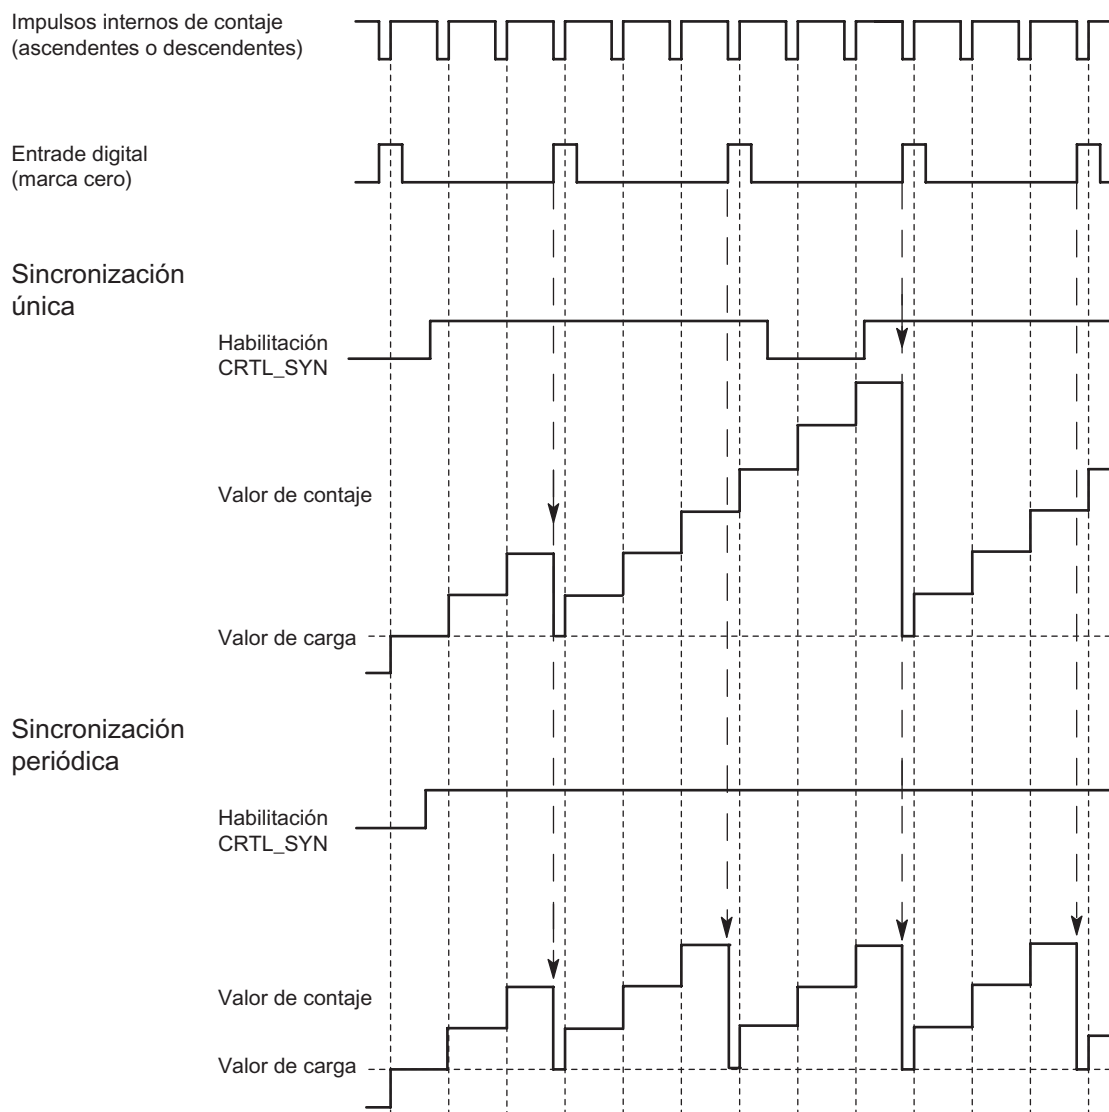 Impulsos internos de contaje
(ascendentes o descendentes)
Entrade digital
(marca cero)
Sincronización
única
Habilitación
CRTL_SYN
Valor de contaje
Valor de carga
Sincronización
periódica
Habilitación
CRTL_SYN
Valor de contaje
Valor de carga